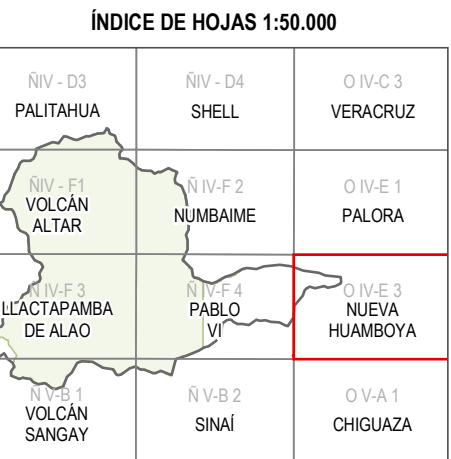 ÍNDICE DE HOJAS 1:50.000
ÑIV - D3
PALITAHUA
ÑIV - D4
SHELL
O IV-C 3
VERACRUZ
ÑIV - F1
VOLCÁN
ALTAR
Ñ IV-F 2
NUMBAIME
O IV-E 1
PALORA
Ñ IV-F 3
LLACTAPAMBA
DE ALAO
Ñ IV-F 4
PABLO
VI
O IV-E 3
NUEVA
HUAMBOYA
Ñ V-B 1
VOLCÁN
SANGAY
Ñ V-B 2
SINAÍ
O V-A 1
CHIGUAZA